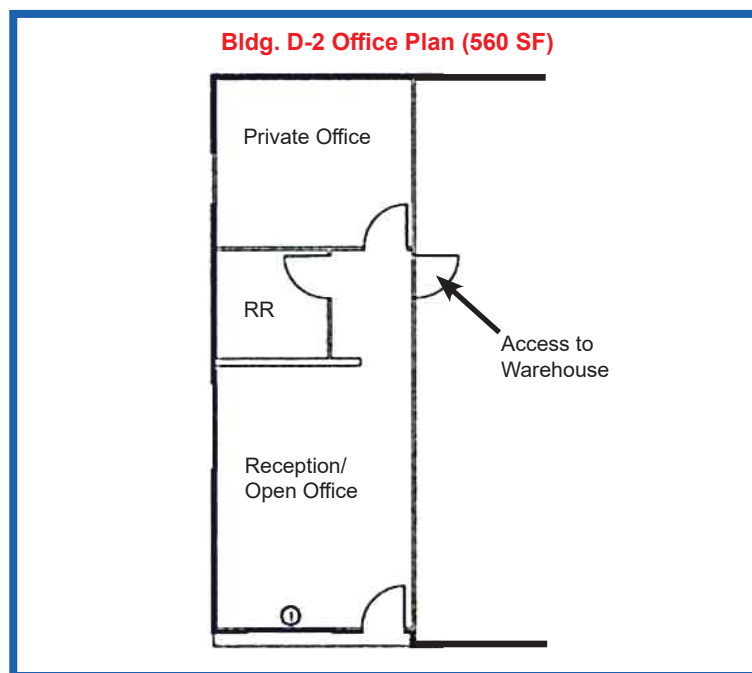 Bldg. D-2 Office Plan (560 SF)
Private Office
RR
Access to
Warehouse
Reception/
Open Office
1